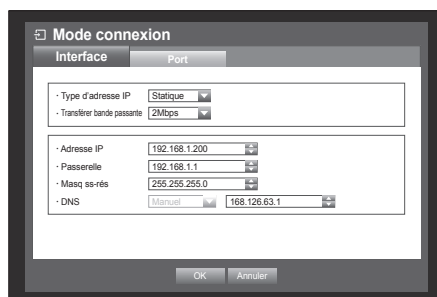 Mode connexion
Interface Port
· Type d'adresse IP Statique
· Transférer bande passante 2Mbps
· Adresse IP 192.168.1.200
· Passerelle 192.168.1.1
· Masq ss-rés 255.255.255.0
· DNS Manuel 168.126.63.1
OK Annuler